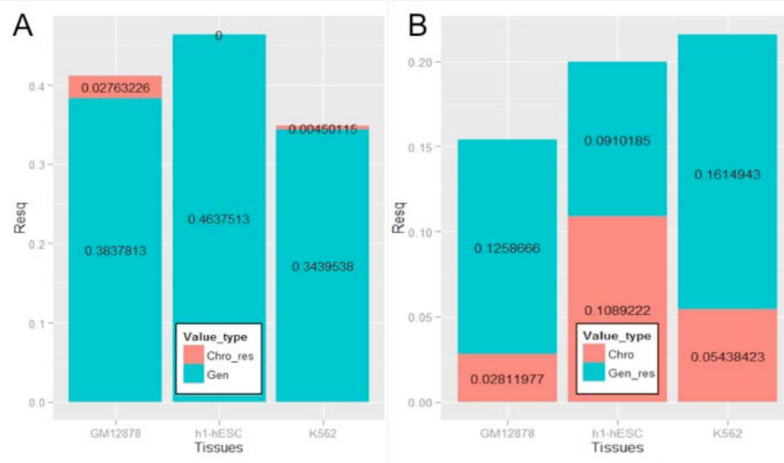 A
Resq
0.4
0.3
0.2
0.1
0.0
0.02763226
0.3837813
0
0.4637513
0.00450115
0.3439538
Value_type
Chro_res
Gen
GM12878
h1-hESC
K562
Tissues
B
Resq
0.20
0.15
0.10
0.05
0.00
0.1258666
0.02811977
0.0910185
0.1089222
0.1614943
0.05438423
Value_type
Chro
Gen_res
GM12878
h1-hESC
K562
Tissues